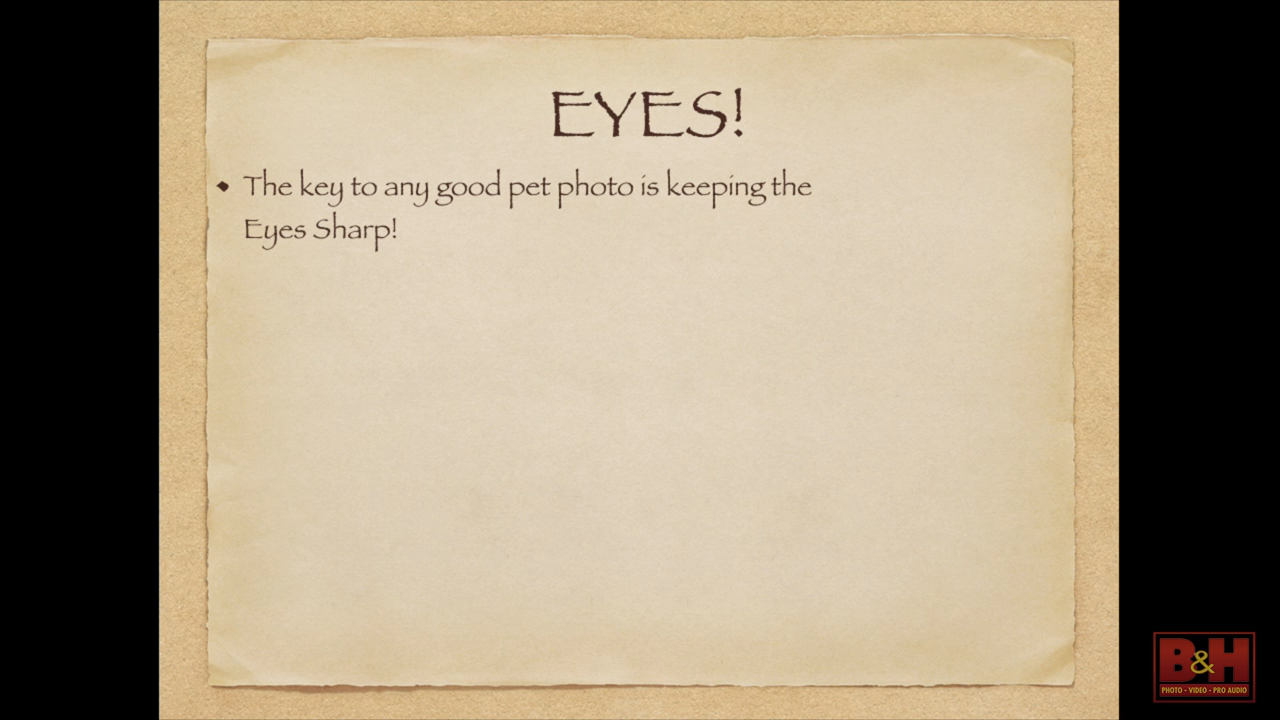 EYES!
• The key to any good pet photo is keeping the
Eyes Sharp!
B&H
PHOTO - VIDEO - PRO AUDIO